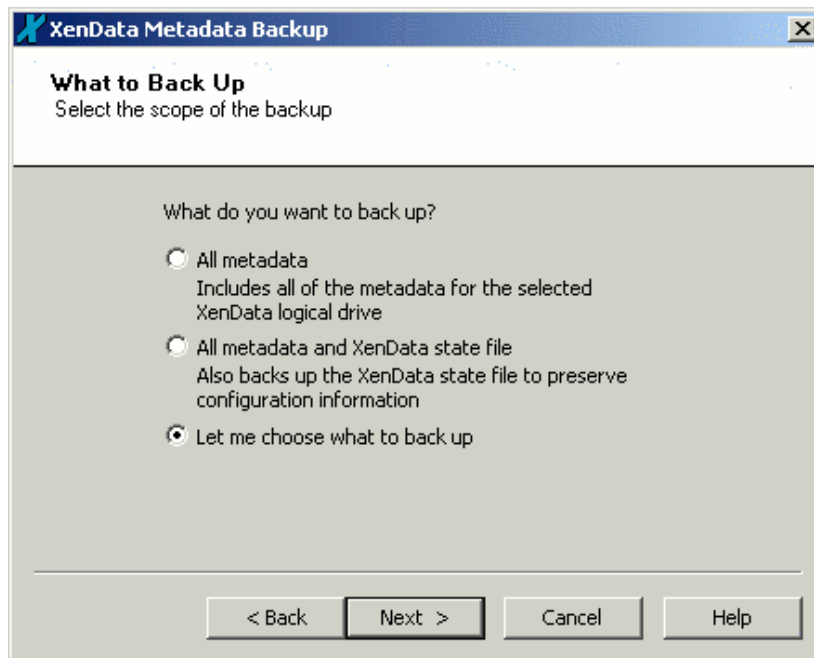 XenData Metadata Backup
What to Back Up
Select the scope of the backup
What do you want to back up?
All metadata
Includes all of the metadata for the selected
XenData logical drive
All metadata and XenData state file
Also backs up the XenData state file to preserve
configuration information
Let me choose what to back up
< Back
Next >
Cancel
Help